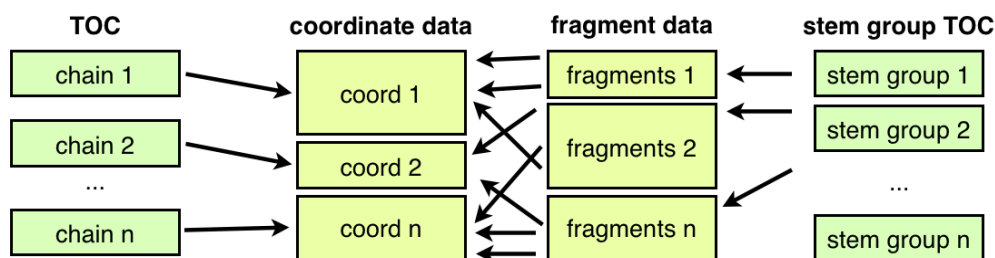 TOC coordinate data fragment data stem group TOC
chain 1 coord 1 fragments 1 stem group 1
chain 2 coord 2 fragments 2 stem group 2
... ...
chain n coord n fragments n stem group n